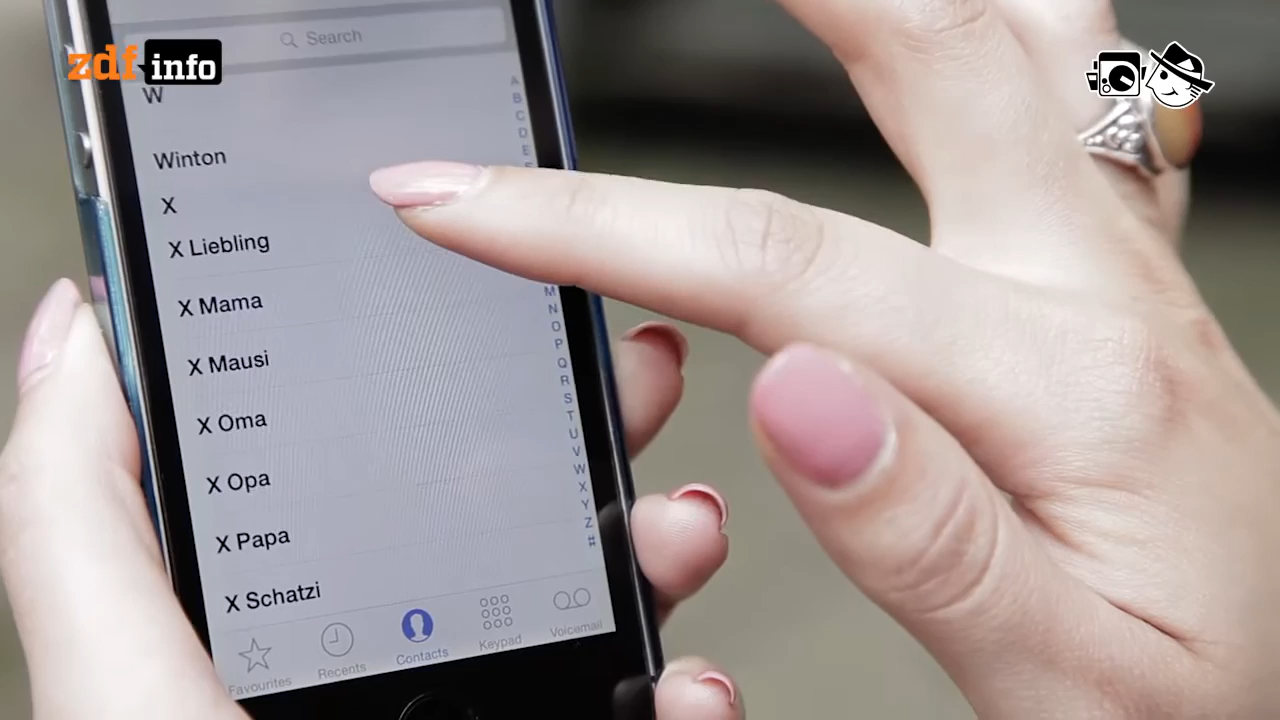 zdf info
Search
W
Winton
X
X Liebling
X Mama
X Mausi
X Oma
X Opa
X Papa
X Schatzi
A
B
C
D
E
M
N
O
P
Q
R
S
T
U
V
W
X
Y
Z
#
Favourites
Recents
Contacts
Keypad
Voicemail